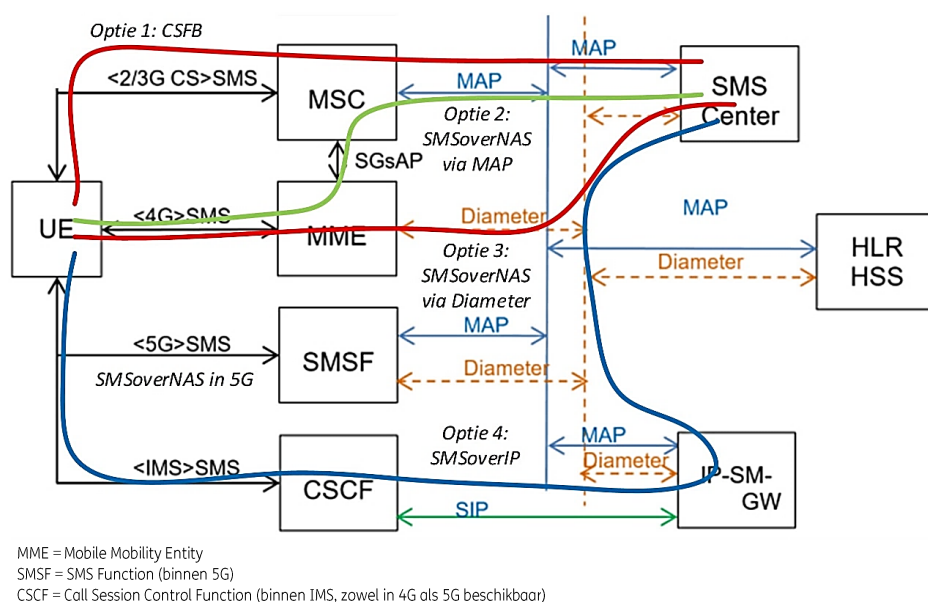 Optie 1: CSFB
MAP
<2/3G CS>SMS
MSC
MAP
SMS
Center
Optie 2:
SMSoverNAS
via MAP
SGsAP
UE
<4G>SMS
MME
Diameter
MAP
HLR
HSS
Diameter
Optie 3:
SMSoverNAS
via Diameter
MAP
<5G>SMS
SMSoverNAS in 5G
SMSF
Diameter
Optie 4:
SMSoverIP
MAP
Diameter
<IMS>SMS
CSCF
IP-SM-
GW
SIP
MME = Mobile Mobility Entity
SMSF = SMS Function (binnen 5G)
CSCF = Call Session Control Function (binnen IMS, zowel in 4G als 5G beschikbaar)